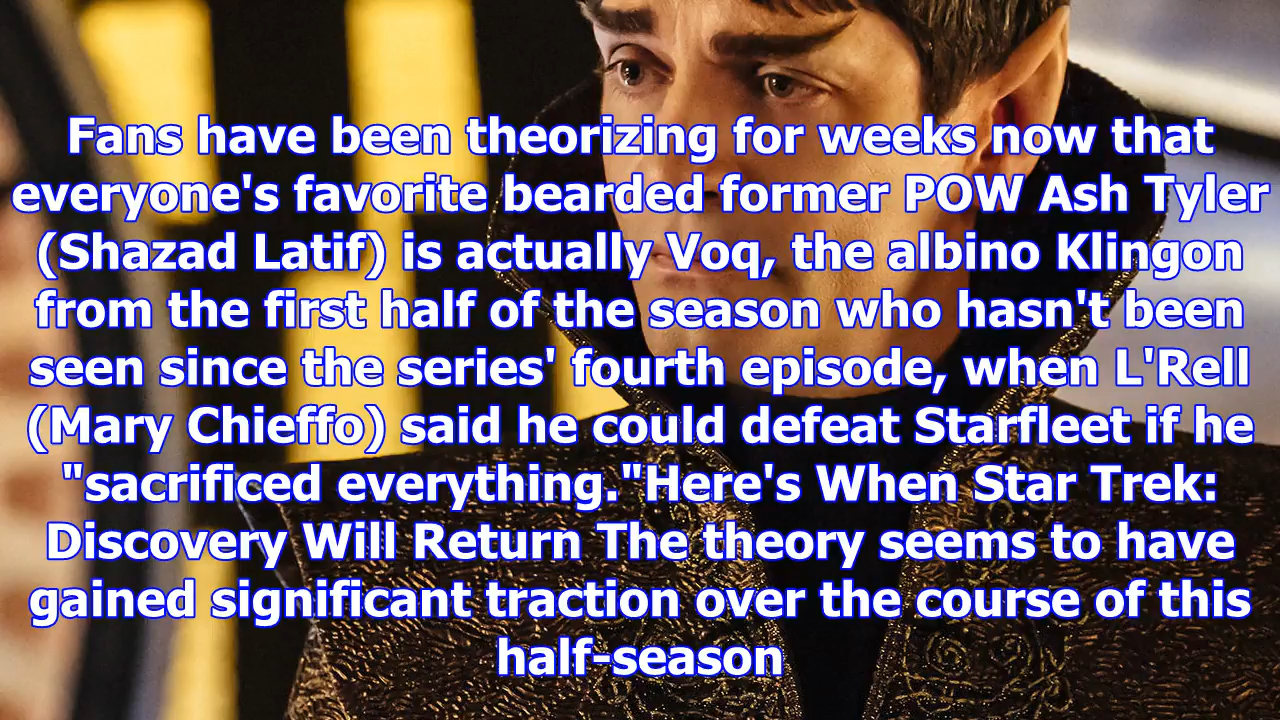 Fans have been theorizing for weeks now that
everyone's favorite bearded former POW Ash Tyler
(Shazad Latif) is actually Voq, the albino Klingon
from the first half of the season who hasn't been
seen since the series' fourth episode, when L'Rell
(Mary Chieffo) said he could defeat Starfleet if he
"sacrificed everything."Here's When Star Trek:
Discovery Will Return The theory seems to have
gained significant traction over the course of this
half-season